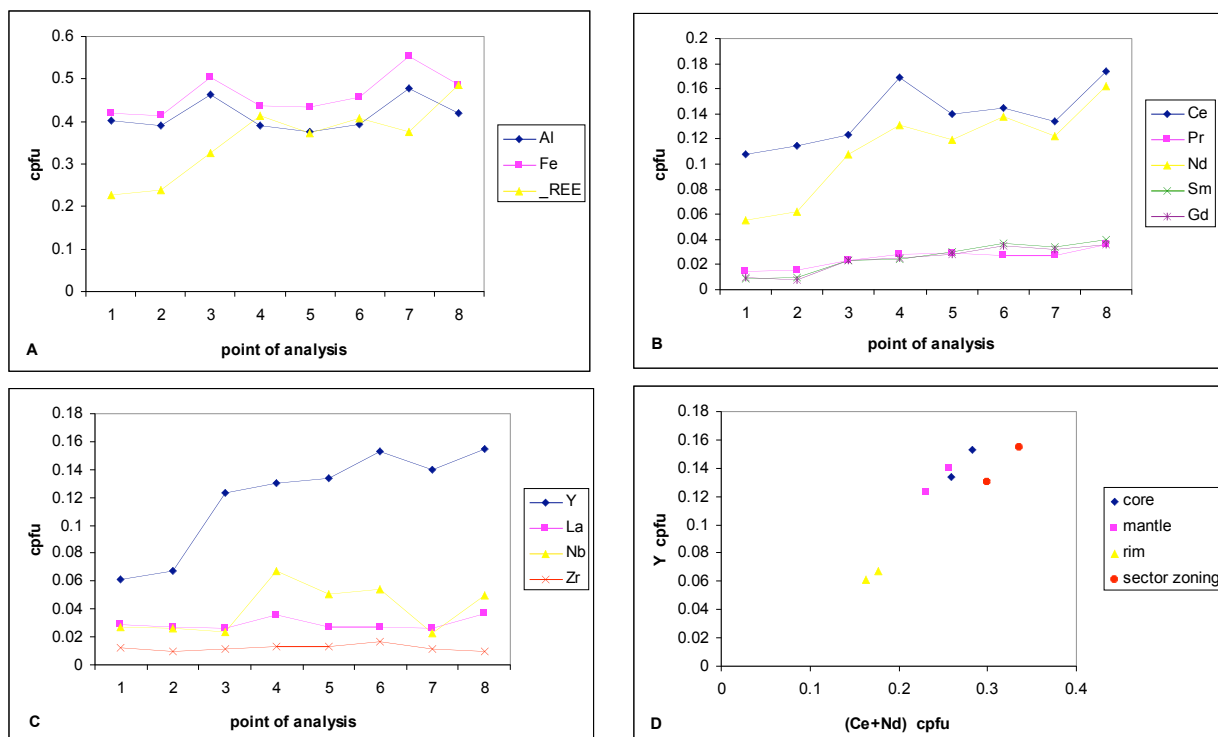 0.6
0.5
0.4
0.3
0.2
0.1
0
cpfu
1 2 3 4 5 6 7 8
point of analysis
A
Al
Fe
_REE
0.2
0.18
0.16
0.14
0.12
0.1
0.08
0.06
0.04
0.02
0
cpfu
1 2 3 4 5 6 7 8
point of analysis
B
Ce
Pr
Nd
Sm
Gd
0.18
0.16
0.14
0.12
0.1
0.08
0.06
0.04
0.02
0
cpfu
1 2 3 4 5 6 7 8
point of analysis
C
Y
La
Nb
Zr
0.18
0.16
0.14
0.12
0.1
0.08
0.06
0.04
0.02
0
Y cpfu
0 0.1 0.2 0.3 0.4
(Ce+Nd) cpfu
D
core
mantle
rim
sector zoning